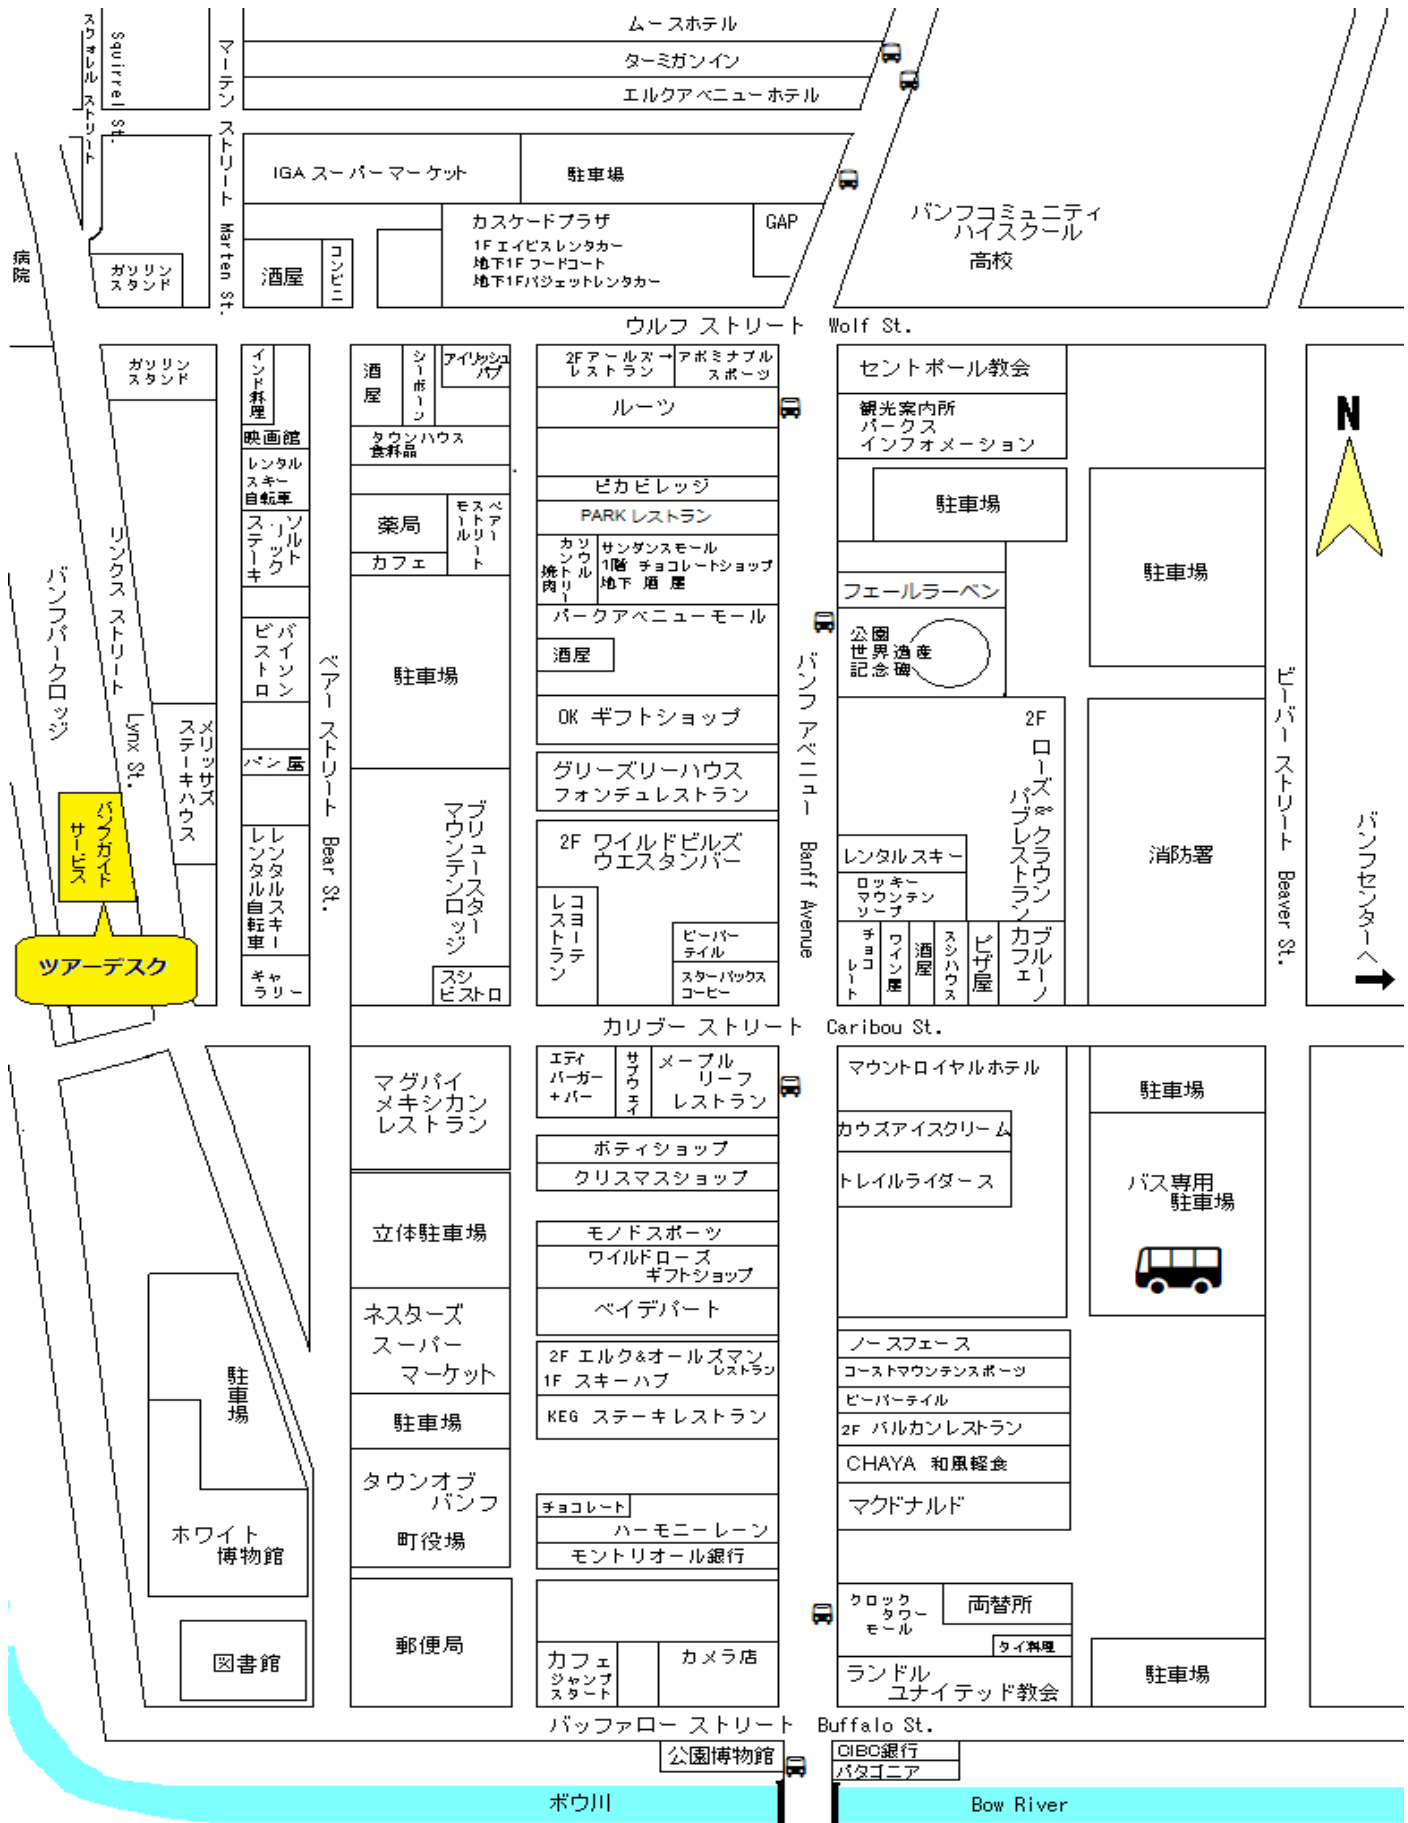 ムースホテル
ターミガンイン
エルクアベニューホテル
スクォレル ストリート
Squirrel St.
マーテン ストリート Marten St.
IGA スーパーマーケット
駐車場
カスケードプラザ
1F エイビスレンタカー
地下1F フードコート
地下1Fバジェットレンタカー
GAP
バンフコミュニティ
ハイスクール
高校
病院
ガソリン
スタンド
酒屋
コンビニ
ウルフ ストリート Wolf St.
ガソリン
スタンド
インド料理
映画館
レンタル
スキー
自転車
ソルトリック
ステーキ
バイソン
ビストロ
パン屋
レンタルスキー
レンタル自転車
ギャ
ラリー
酒屋
シーボーン
アイリッシュ
パブ
タウンハウス
食料品
薬局
カフェ
ベアー
ストリート
モール
駐車場
ブリュースター
マウンテンロッジ
スシ
ビストロ
2Fアールズ→
レストラン
アボミナブル
スポーツ
ルーツ
ピカビレッジ
PARK レストラン
ソウル
カントリー
焼肉
サンダンスモール
1階 チョコレートショップ
地下 酒 屋
パークアベニューモール
酒屋
OK ギフトショップ
グリーズリーハウス
フォンデュレストラン
2F ワイルドビルズ
ウエスタンバー
コヨーテ
レストラン
ビーバー
テイル
スターバックス
コーヒー
セントポール教会
観光案内所
パークス
インフォメーション
駐車場
フェールラーベン
公園
世界遺産
記念碑
2F ローズ&クラウン
パブレストラン
レンタルスキー
ロッキー
マウンテン
ソープ
チョコ
レート
ワイン屋
酒屋
スシハウス
ピザ屋
ブルーノ
カフェ
駐車場
消防署
N
バンフパークロッジ
リンクス ストリート Lynx St.
メリッサズ
ステーキハウス
バンフガイド
サービス
ツアーデスク
ベアー ストリート Bear St.
バンフ アベニュー Banff Avenue
ビーバー ストリート Beaver St.
バンフセンターへ
カリブー ストリート Caribou St.
マグパイ
メキシカン
レストラン
立体駐車場
ネスターズ
スーパー
マーケット
駐車場
タウンオブ
バンフ
町役場
郵便局
駐車場
ホワイト
博物館
図書館
エディ
バーガー
+バー
サブウェイ
メープル
リーフ
レストラン
ボディショップ
クリスマスショップ
モノドスポーツ
ワイルドローズ
ギフトショップ
ベイデパート
2F エルク&オールズマン
レストラン
1F スキーハブ
KEG ステーキレストラン
チョコレート
ハーモニーレーン
モントリオール銀行
カフェ
ジャンプ
スタート
カメラ店
マウントロイヤルホテル
カウズアイスクリーム
トレイルライダース
ノースフェース
コーストマウンテンスポーツ
ビーバーテイル
2F バルカンレストラン
CHAYA 和風軽食
マクドナルド
クロック
タワー
モール
両替所
タイ料理
ランドル
ユナイテッド教会
駐車場
バス専用
駐車場
駐車場
バッファロー ストリート Buffalo St.
公園博物館
CIBC銀行
パタゴニア
ボウ川
Bow River